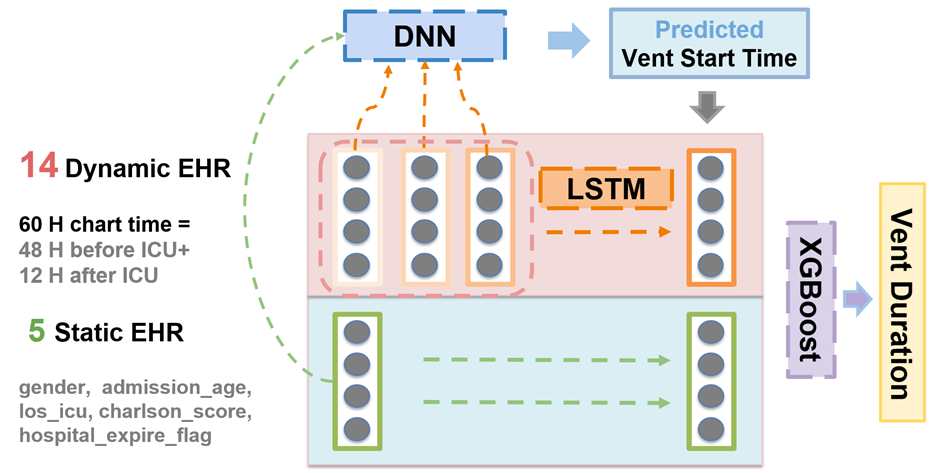 DNN
Predicted
Vent Start Time
14 Dynamic EHR
60 H chart time =
48 H before ICU+
12 H after ICU
LSTM
XGBoost
Vent Duration
5 Static EHR
gender, admission_age,
los_icu, charlson_score,
hospital_expire_flag